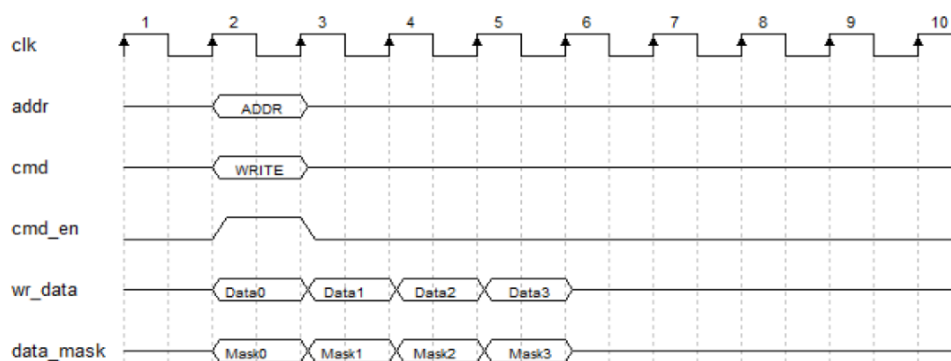 1 2 3 4 5 6 7 8 9 10
clk
addr ADDR
cmd WRITE
cmd_en
wr_data Data0 Data1 Data2 Data3
data_mask Mask0 Mask1 Mask2 Mask3